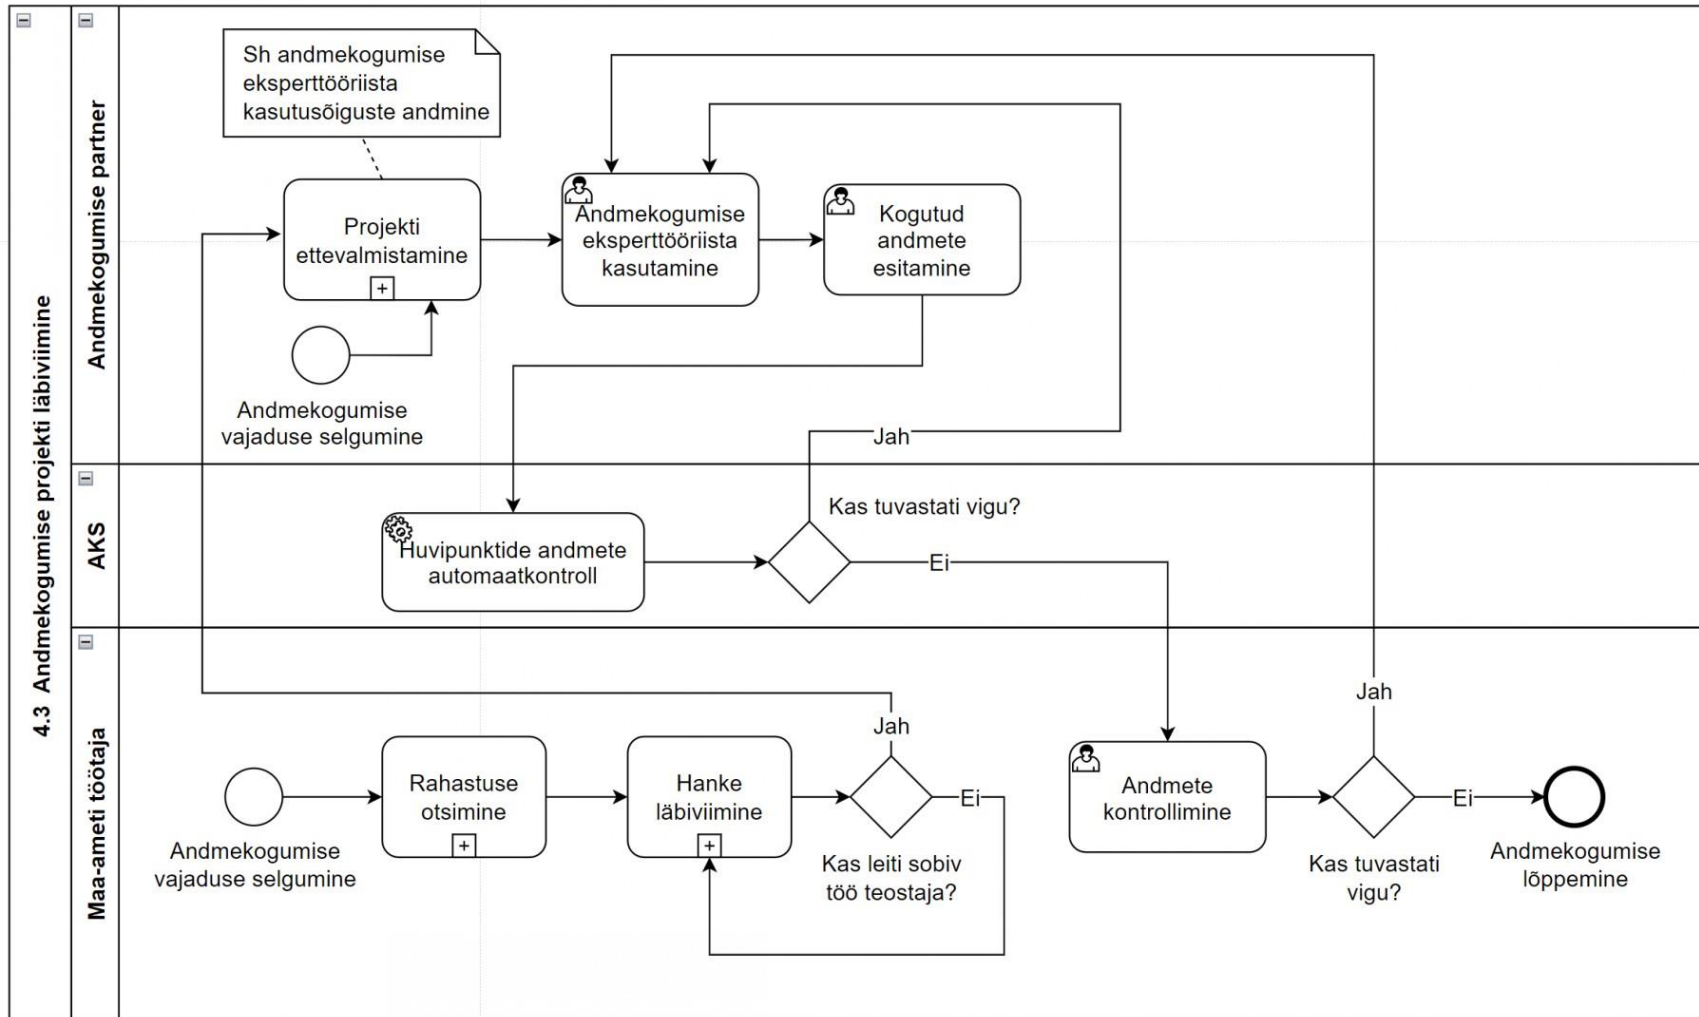 4.3 Andmekogumise projekti läbiviimine
Andmekogumise partner
Sh andmekogumise
eksperttööriista
kasutusõiguste andmine
Projekti
ettevalmistamine
Andmekogumise
eksperttööriista
kasutamine
Kogutud
andmete
esitamine
Andmekogumise
vajaduse selgumine
Jah
AKS
Huvipunktide andmete
automaatkontroll
Kas tuvastati vigu?
Ei
Maa-ameti töötaja
Andmekogumise
vajaduse selgumine
Rahastuse
otsimine
Hanke
läbiviimine
Jah
Ei
Kas leiti sobiv
töö teostaja?
Andmete
kontrollimine
Jah
Kas tuvastati
vigu?
Ei
Andmekogumise
lõppemine